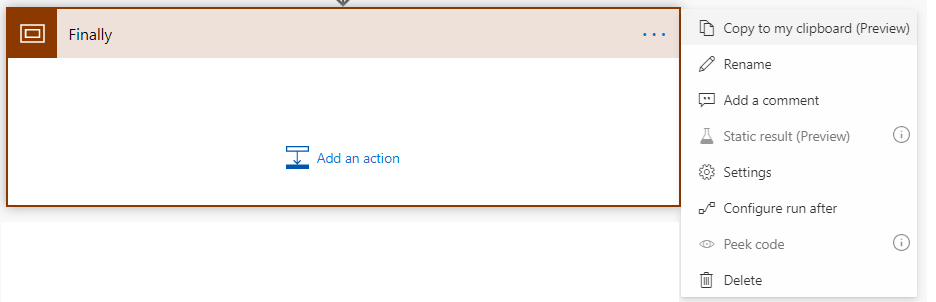 Finally
Add an action
Copy to my clipboard (Preview)
Rename
Add a comment
Static result (Preview)
Settings
Configure run after
Peek code
Delete